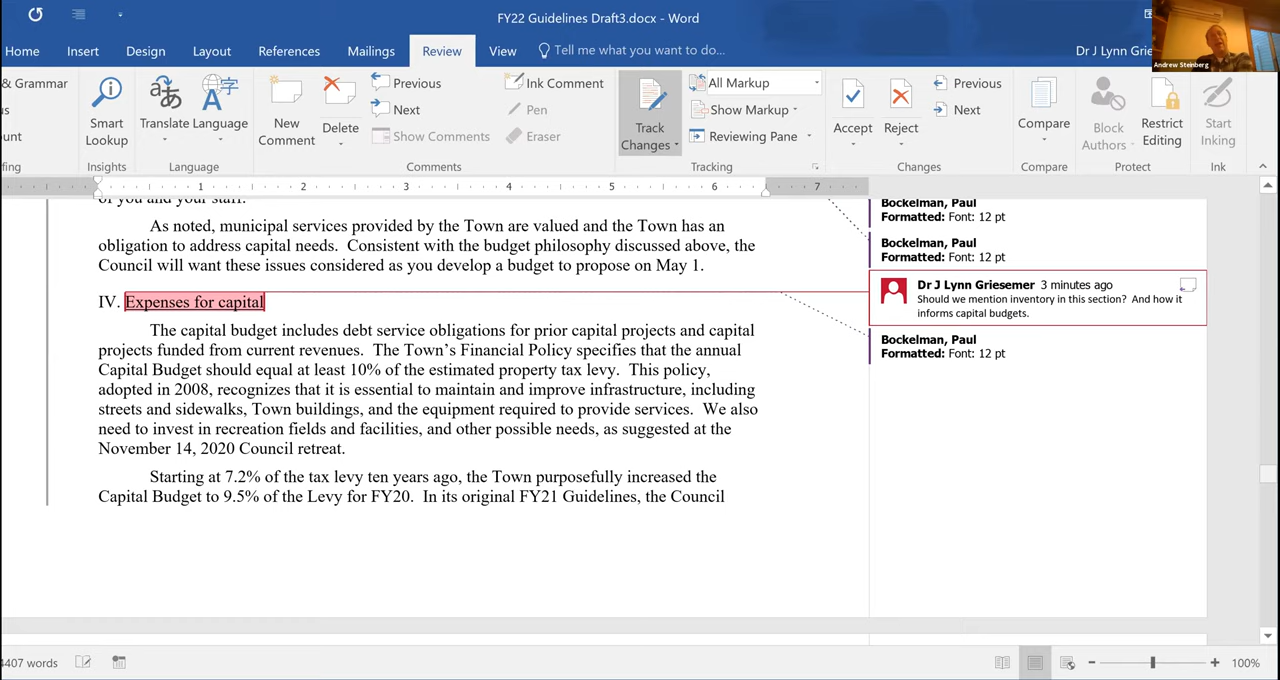 FY22 Guidelines Draft3.docx - Word
Home Insert Design Layout References Mailings Review View Tell me what you want to do...
Dr J Lynn Grie
Andrew Steinberg
& Grammar
Smart Lookup
Translate Language
New Comment
Delete
Previous
Next
Show Comments
Ink Comment
Pen
Eraser
Track Changes
All Markup
Show Markup
Reviewing Pane
Accept
Reject
Previous
Next
Compare
Block Authors
Restrict Editing
Start Inking
Insights Language Comments Tracking Changes Compare Protect Ink
1 2 3 4 5 6 7
of you and your staff.
As noted, municipal services provided by the Town are valued and the Town has an
obligation to address capital needs. Consistent with the budget philosophy discussed above, the
Council will want these issues considered as you develop a budget to propose on May 1.
IV. Expenses for capital
The capital budget includes debt service obligations for prior capital projects and capital
projects funded from current revenues. The Town's Financial Policy specifies that the annual
Capital Budget should equal at least 10% of the estimated property tax levy. This policy,
adopted in 2008, recognizes that it is essential to maintain and improve infrastructure, including
streets and sidewalks, Town buildings, and the equipment required to provide services. We also
need to invest in recreation fields and facilities, and other possible needs, as suggested at the
November 14, 2020 Council retreat.
Starting at 7.2% of the tax levy ten years ago, the Town purposefully increased the
Capital Budget to 9.5% of the Levy for FY20. In its original FY21 Guidelines, the Council
Bockelman, Paul
Formatted: Font: 12 pt
Bockelman, Paul
Formatted: Font: 12 pt
Dr J Lynn Griesemer 3 minutes ago
Should we mention inventory in this section? And how it
informs capital budgets.
Bockelman, Paul
Formatted: Font: 12 pt
4407 words
100%